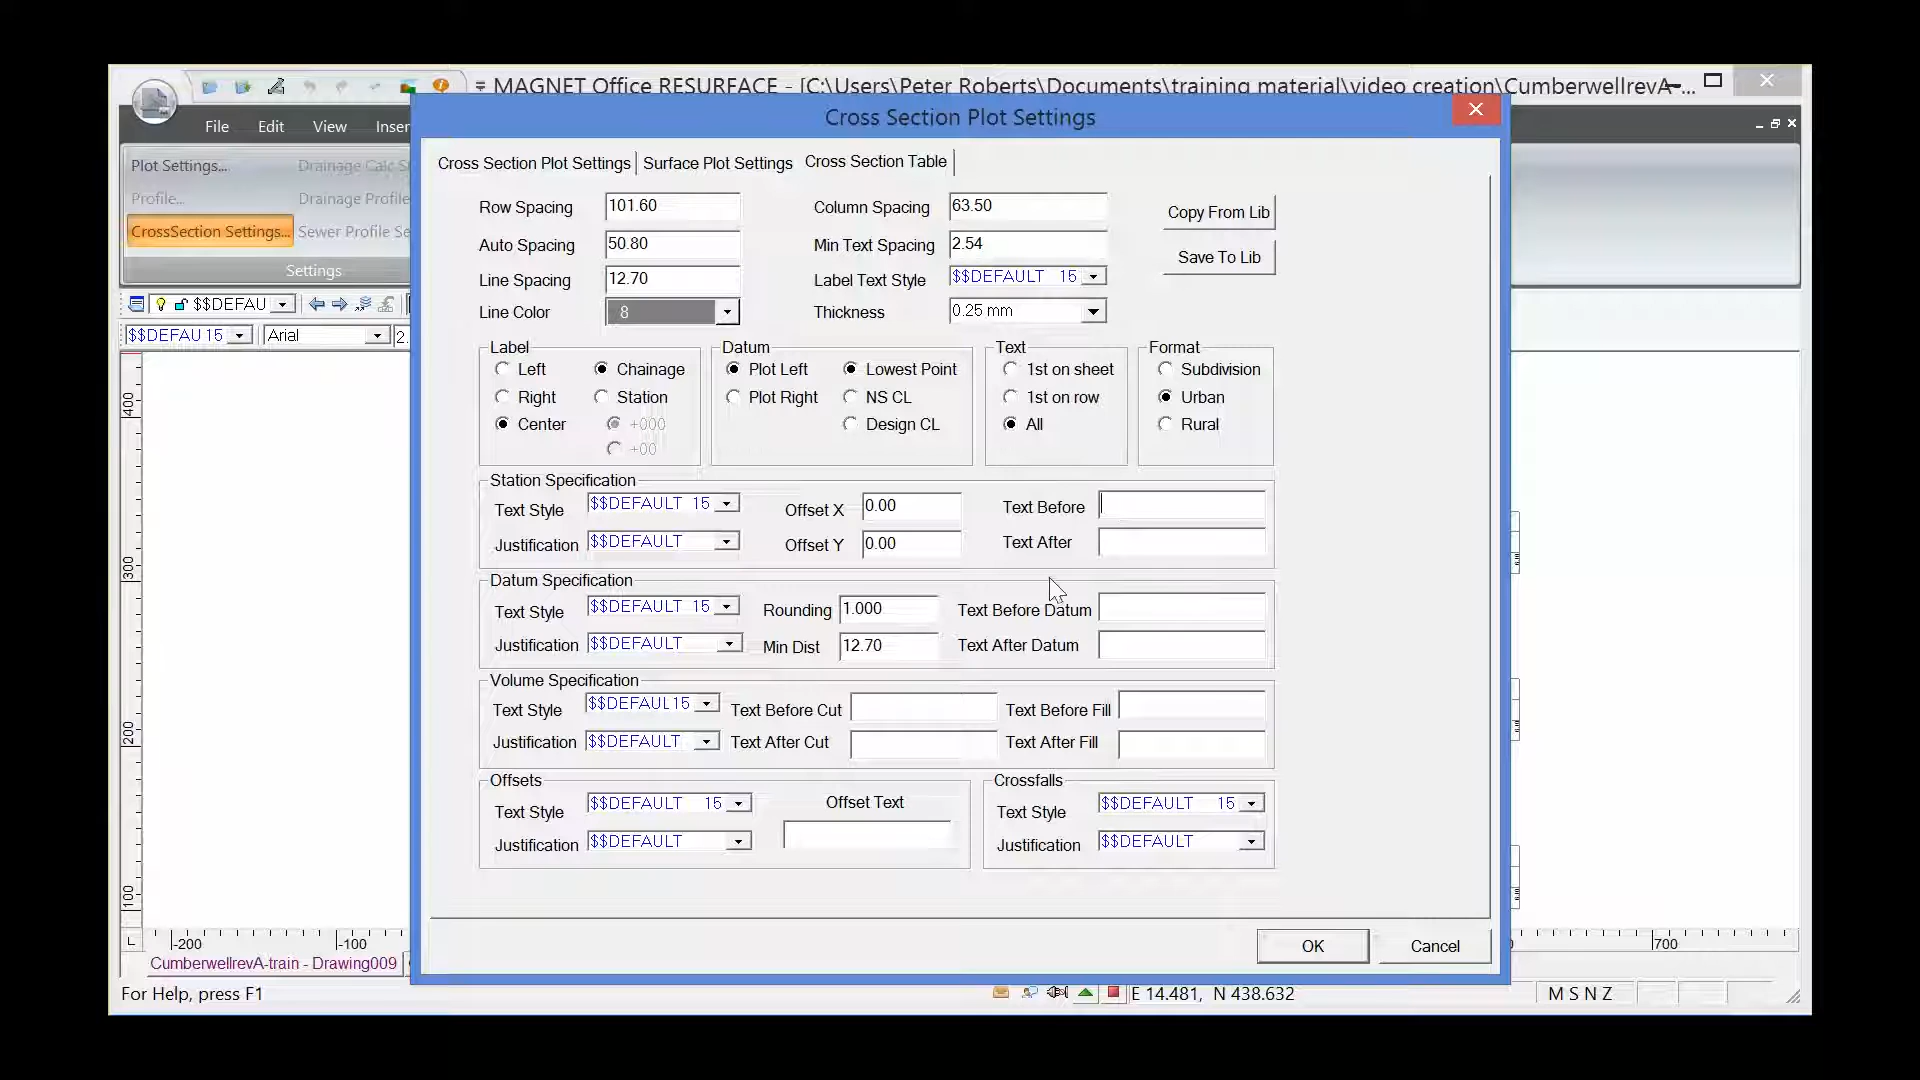 MAGNET Office RESURFACE - [C:\Users\Peter Roberts\Documents\training material\video creation\CumberwellrevA-...
Cross Section Plot Settings
File Edit View Inser
Plot Settings... Drainage Calc S
Profile... Drainage Profile
CrossSection Settings... Sewer Profile Se
Settings
$$DEFAU
$$DEFAU 15 Arial 2.
Cross Section Plot Settings Surface Plot Settings Cross Section Table
Row Spacing 101.60 Column Spacing 63.50 Copy From Lib
Auto Spacing 50.80 Min Text Spacing 2.54 Save To Lib
Line Spacing 12.70 Label Text Style $$DEFAULT 15
Line Color 8 Thickness 0.25 mm
Label Datum Text Format
Left Chainage Plot Left Lowest Point 1st on sheet Subdivision
Right Station Plot Right NS CL 1st on row Urban
Center +000 Design CL All Rural
+00
Station Specification
Text Style $$DEFAULT 15 Offset X 0.00 Text Before
Justification $$DEFAULT Offset Y 0.00 Text After
Datum Specification
Text Style $$DEFAULT 15 Rounding 1.000 Text Before Datum
Justification $$DEFAULT Min Dist 12.70 Text After Datum
Volume Specification
Text Style $$DEFAUL 15 Text Before Cut Text Before Fill
Justification $$DEFAULT Text After Cut Text After Fill
Offsets Crossfalls
Text Style $$DEFAULT 15 Offset Text Text Style $$DEFAULT 15
Justification $$DEFAULT Justification $$DEFAULT
OK Cancel
400
300
200
100
-200 -100 700
CumberwellrevA-train - Drawing009
For Help, press F1 E 14.481, N 438.632 M S N Z